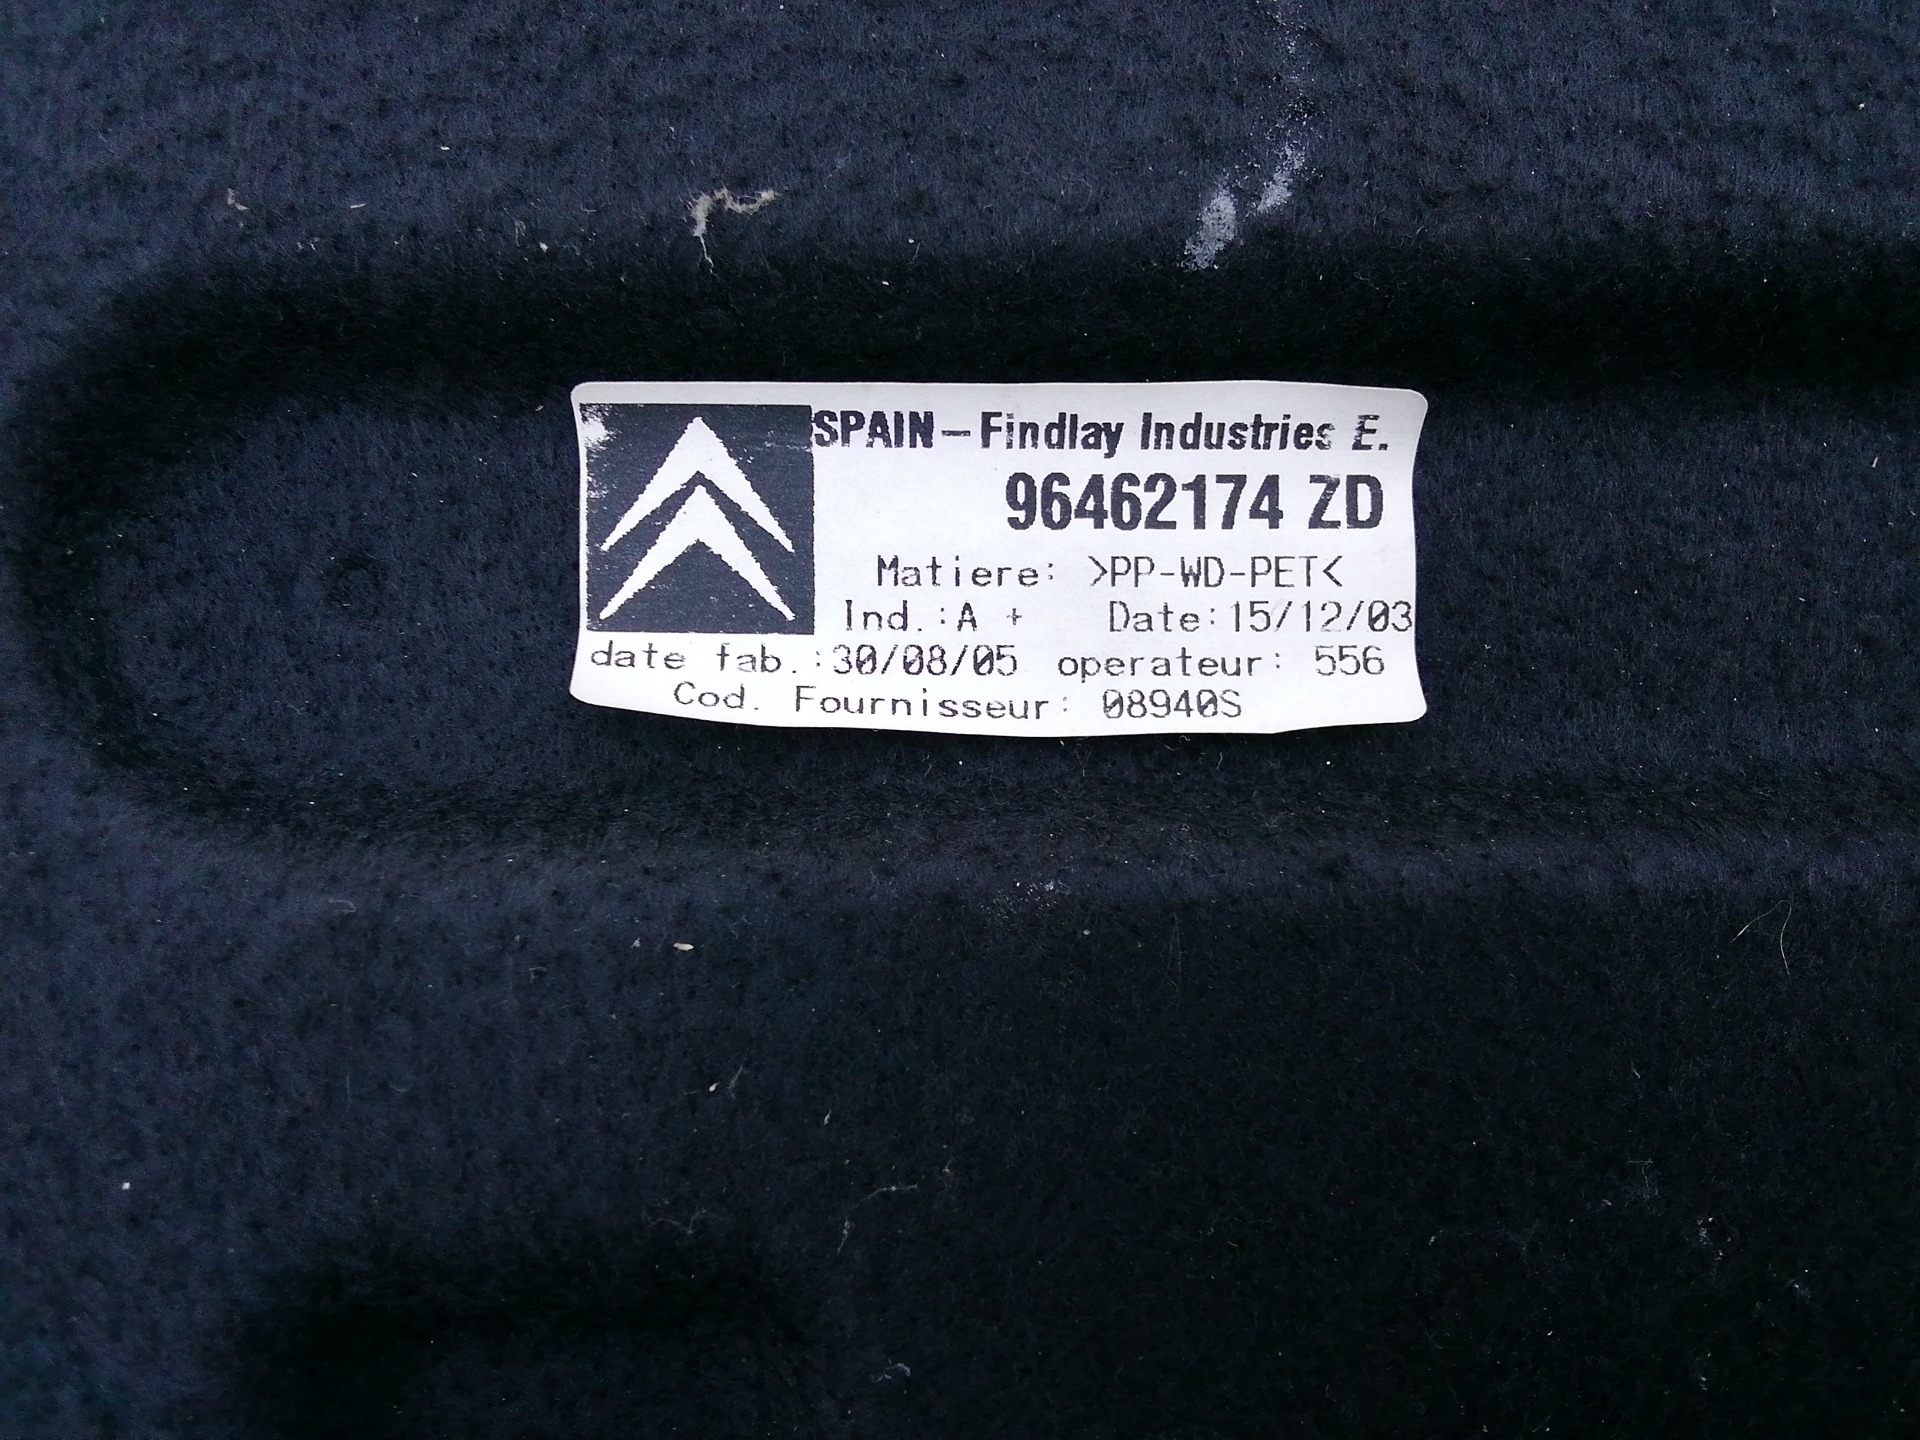 SPAIN-Findlay Industries E.
96462174 ZD
Matiere: >PP-WD-PET<
Ind.:A + Date:15/12/03
date fab.:30/08/05 operateur: 556
Cod. Fournisseur: 08940S